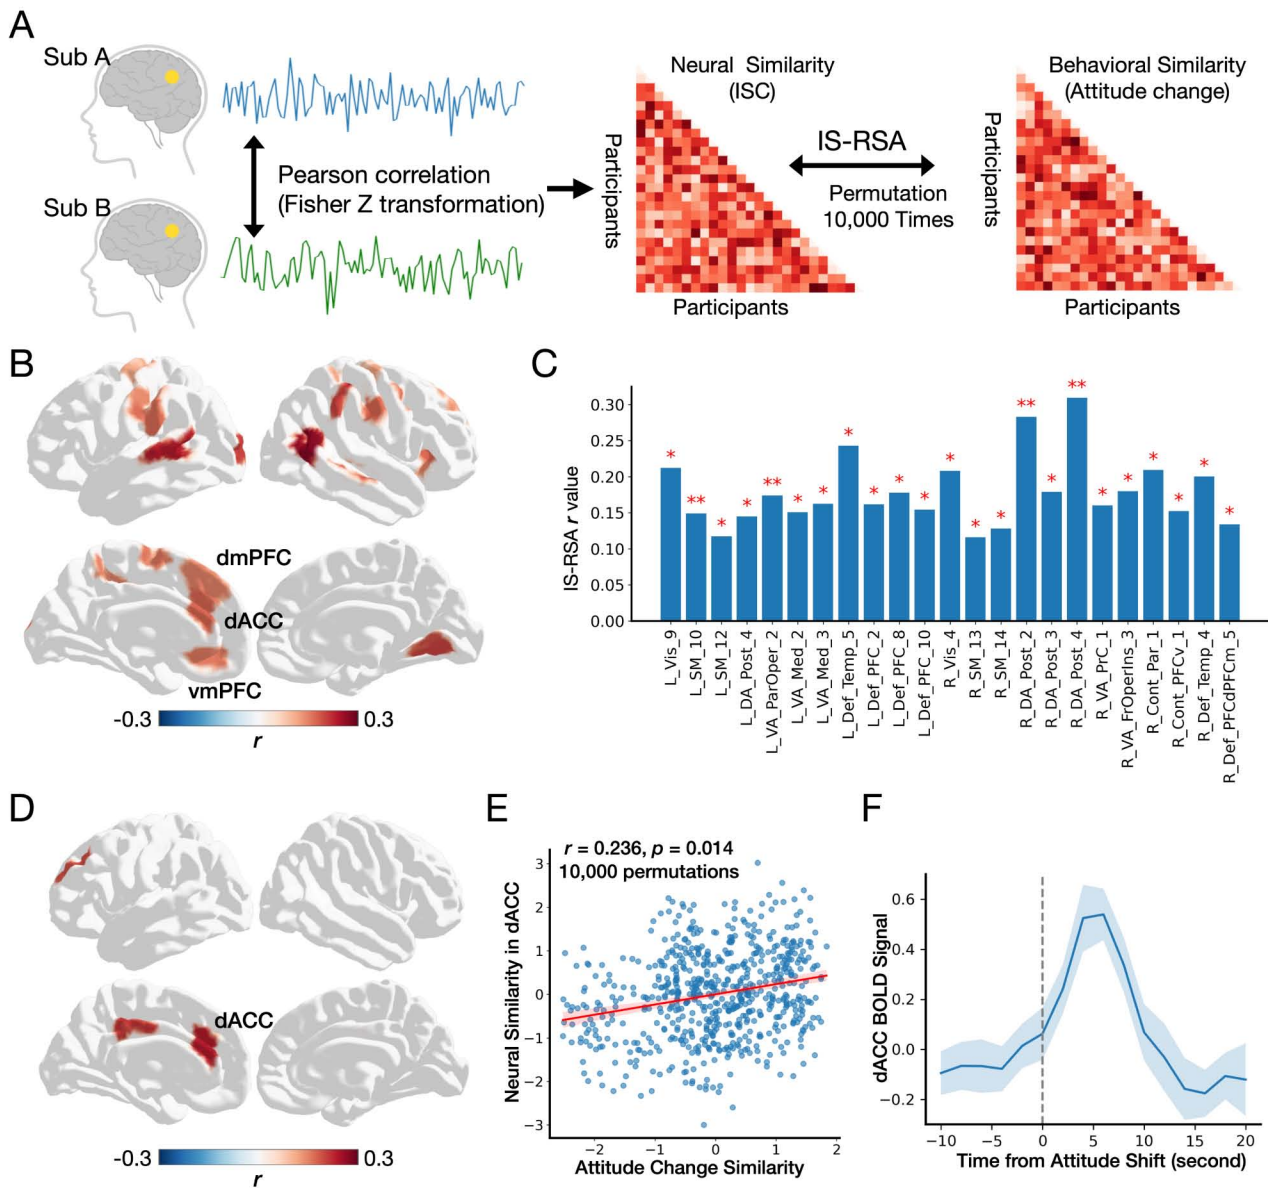 A
Sub A
Sub B
Pearson correlation
(Fisher Z transformation)
Neural Similarity
(ISC)
Participants
Participants
IS-RSA
Permutation
10,000 Times
Behavioral Similarity
(Attitude change)
Participants
Participants
B
dmPFC
dACC
vmPFC
-0.3
0.3
r
C
IS-RSA r value
0.30
0.25
0.20
0.15
0.10
0.05
0.00
*
**
*
*
**
*
*
*
*
*
*
*
*
*
**
*
**
*
*
*
*
*
*
L_Vis_9
L_SM_10
L_SM_12
L_DA_Post_4
L_VA_ParOper_2
L_VA_Med_2
L_VA_Med_3
L_Def_Temp_5
L_Def_PFC_2
L_Def_PFC_8
L_Def_PFC_10
R_Vis_4
R_SM_13
R_SM_14
R_DA_Post_2
R_DA_Post_3
R_DA_Post_4
R_VA_PrC_1
R_VA_FrOperIns_3
R_Cont_Par_1
R_Cont_PFCv_1
R_Def_Temp_4
R_Def_PFCdPFCm_5
D
dACC
-0.3
0.3
r
E
r = 0.236, p = 0.014
10,000 permutations
Neural Similarity in dACC
3
2
1
0
−1
−2
−3
−2
−1
0
1
2
Attitude Change Similarity
F
dACC BOLD Signal
0.6
0.4
0.2
0.0
−0.2
−10
−5
0
5
10
15
20
Time from Attitude Shift (second)